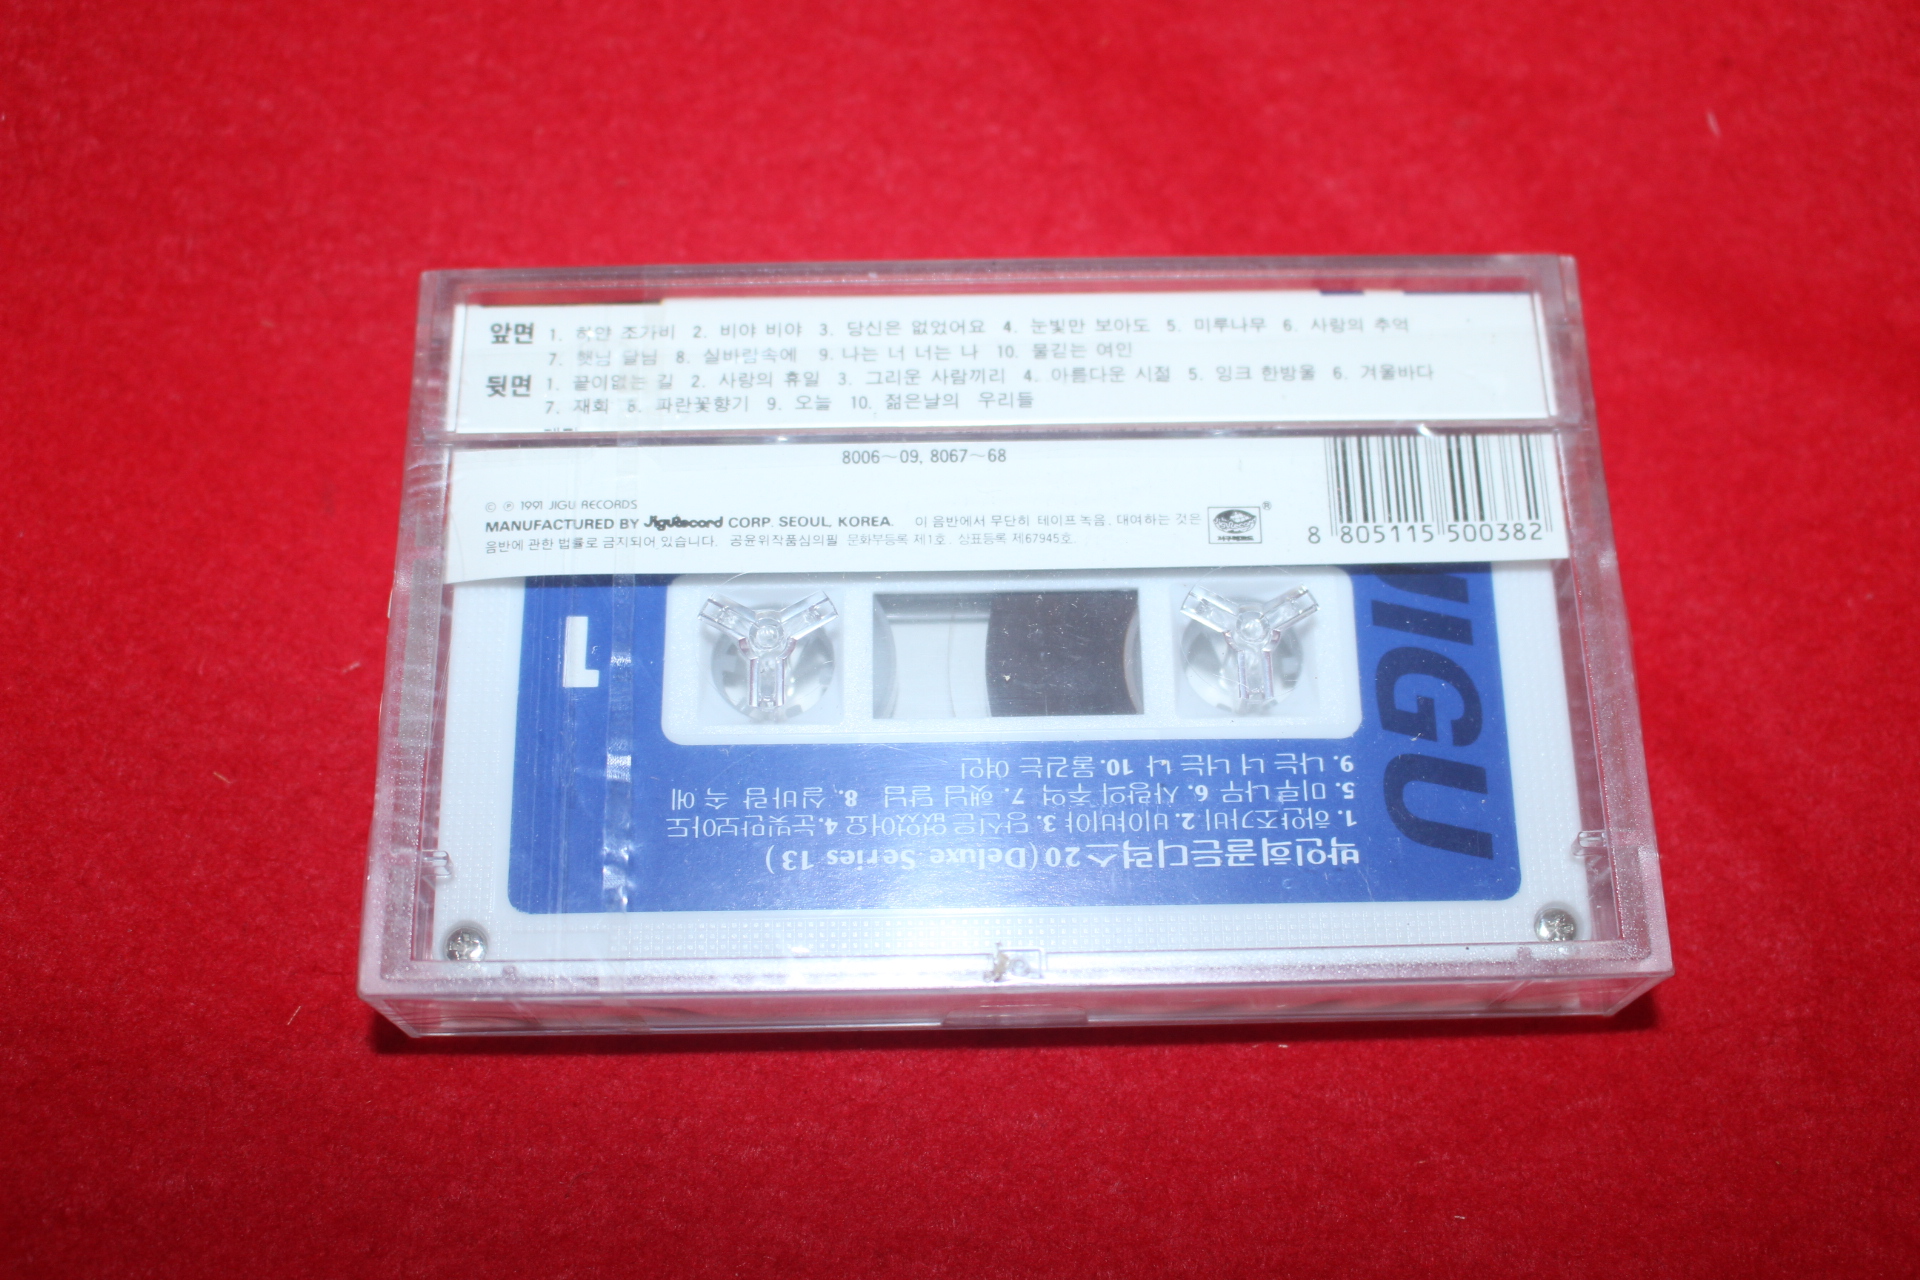 앞면 1. 하얀 조가비 2. 비야 비야 3. 당신은 없었어요 4. 눈빛만 보아도 5. 미루나무 6. 사랑의 추억
7. 햇님 달님 8. 실바람속에 9. 나는 너 너는 나 10. 물긷는 여인
뒷면 1. 끝이없는 길 2. 사랑의 휴일 3. 그리운 사람끼리 4. 아름다운 시절 5. 잉크 한방울 6. 겨울바다
7. 재회 8. 파란꽃향기 9. 오늘 10. 젊은날의 우리들
8006~09, 8067~68
© ℗ 1991 JIGU RECORDS
MANUFACTURED BY JiguRecord CORP. SEOUL, KOREA. 이 음반에서 무단히 테이프녹음, 대여하는 것은
음반에 관한 법률로 금지되어 있습니다. 공윤위작품심의필 문화부등록 제1호. 상표등록 제67945호.
지구레코드 ®
8 805115 500382
1
JIGU
박인희골든디럭스20(Deluxe Series 13)
1. 하얀조가비 2. 비야비야 3. 당신은 없었어요 4. 눈빛만보아도
5. 미루나무 6. 사랑의 추억 7. 햇님 달님 8. 실바람 속에
9. 나는 너 너는 나 10. 물긷는 여인